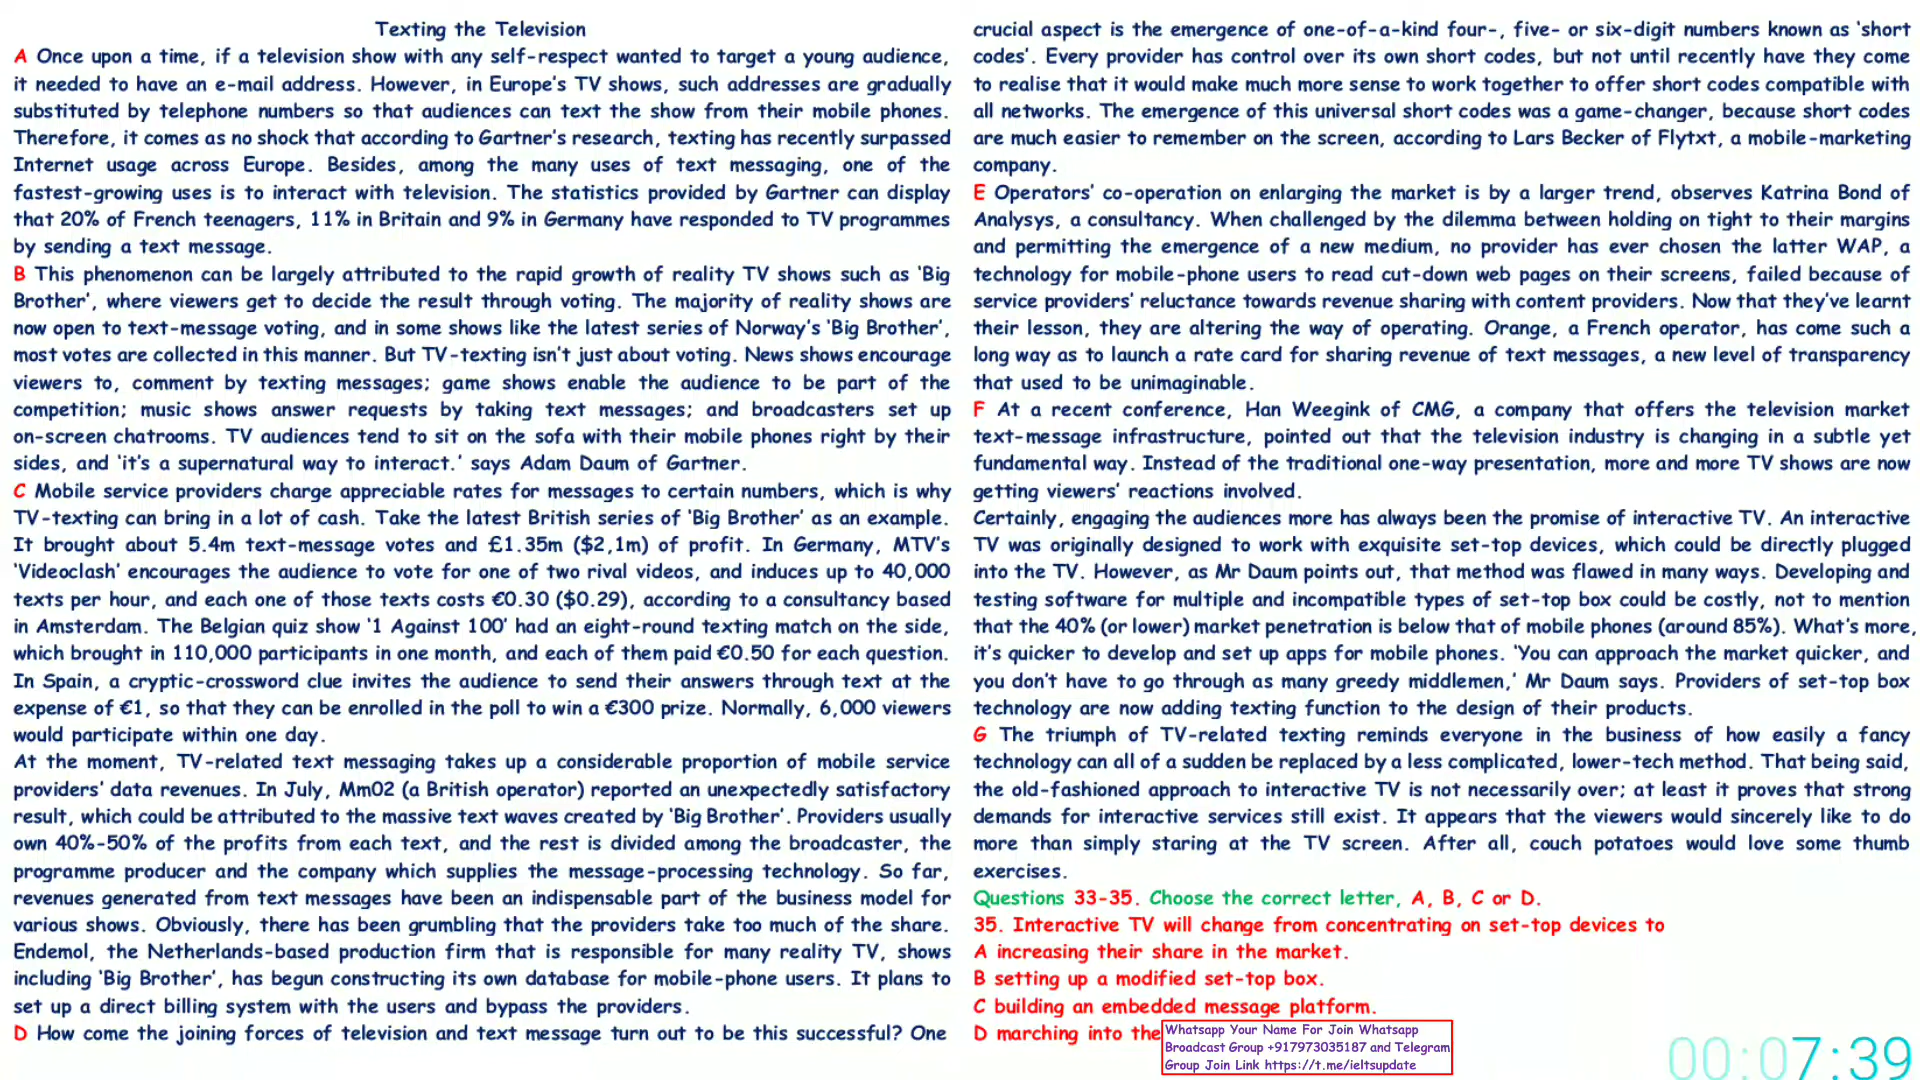 Texting the Television
A Once upon a time, if a television show with any self-respect wanted to target a young audience,
it needed to have an e-mail address. However, in Europe's TV shows, such addresses are gradually
substituted by telephone numbers so that audiences can text the show from their mobile phones.
Therefore, it comes as no shock that according to Gartner's research, texting has recently surpassed
Internet usage across Europe. Besides, among the many uses of text messaging, one of the
fastest-growing uses is to interact with television. The statistics provided by Gartner can display
that 20% of French teenagers, 11% in Britain and 9% in Germany have responded to TV programmes
by sending a text message.
B This phenomenon can be largely attributed to the rapid growth of reality TV shows such as 'Big
Brother', where viewers get to decide the result through voting. The majority of reality shows are
now open to text-message voting, and in some shows like the latest series of Norway's 'Big Brother',
most votes are collected in this manner. But TV-texting isn't just about voting. News shows encourage
viewers to, comment by texting messages; game shows enable the audience to be part of the
competition; music shows answer requests by taking text messages; and broadcasters set up
on-screen chatrooms. TV audiences tend to sit on the sofa with their mobile phones right by their
sides, and 'it's a supernatural way to interact.' says Adam Daum of Gartner.
C Mobile service providers charge appreciable rates for messages to certain numbers, which is why
TV-texting can bring in a lot of cash. Take the latest British series of 'Big Brother' as an example.
It brought about 5.4m text-message votes and £1.35m ($2,1m) of profit. In Germany, MTV's
'Videoclash' encourages the audience to vote for one of two rival videos, and induces up to 40,000
texts per hour, and each one of those texts costs €0.30 ($0.29), according to a consultancy based
in Amsterdam. The Belgian quiz show '1 Against 100' had an eight-round texting match on the side,
which brought in 110,000 participants in one month, and each of them paid €0.50 for each question.
In Spain, a cryptic-crossword clue invites the audience to send their answers through text at the
expense of €1, so that they can be enrolled in the poll to win a €300 prize. Normally, 6,000 viewers
would participate within one day.
At the moment, TV-related text messaging takes up a considerable proportion of mobile service
providers' data revenues. In July, MmO2 (a British operator) reported an unexpectedly satisfactory
result, which could be attributed to the massive text waves created by 'Big Brother'. Providers usually
own 40%-50% of the profits from each text, and the rest is divided among the broadcaster, the
programme producer and the company which supplies the message-processing technology. So far,
revenues generated from text messages have been an indispensable part of the business model for
various shows. Obviously, there has been grumbling that the providers take too much of the share.
Endemol, the Netherlands-based production firm that is responsible for many reality TV, shows
including 'Big Brother', has begun constructing its own database for mobile-phone users. It plans to
set up a direct billing system with the users and bypass the providers.
D How come the joining forces of television and text message turn out to be this successful? One
crucial aspect is the emergence of one-of-a-kind four-, five- or six-digit numbers known as 'short
codes'. Every provider has control over its own short codes, but not until recently have they come
to realise that it would make much more sense to work together to offer short codes compatible with
all networks. The emergence of this universal short codes was a game-changer, because short codes
are much easier to remember on the screen, according to Lars Becker of Flytxt, a mobile-marketing
company.
E Operators' co-operation on enlarging the market is by a larger trend, observes Katrina Bond of
Analysys, a consultancy. When challenged by the dilemma between holding on tight to their margins
and permitting the emergence of a new medium, no provider has ever chosen the latter WAP, a
technology for mobile-phone users to read cut-down web pages on their screens, failed because of
service providers' reluctance towards revenue sharing with content providers. Now that they've learnt
their lesson, they are altering the way of operating. Orange, a French operator, has come such a
long way as to launch a rate card for sharing revenue of text messages, a new level of transparency
that used to be unimaginable.
F At a recent conference, Han Weegink of CMG, a company that offers the television market
text-message infrastructure, pointed out that the television industry is changing in a subtle yet
fundamental way. Instead of the traditional one-way presentation, more and more TV shows are now
getting viewers' reactions involved.
Certainly, engaging the audiences more has always been the promise of interactive TV. An interactive
TV was originally designed to work with exquisite set-top devices, which could be directly plugged
into the TV. However, as Mr Daum points out, that method was flawed in many ways. Developing and
testing software for multiple and incompatible types of set-top box could be costly, not to mention
that the 40% (or lower) market penetration is below that of mobile phones (around 85%). What's more,
it's quicker to develop and set up apps for mobile phones. 'You can approach the market quicker, and
you don't have to go through as many greedy middlemen,' Mr Daum says. Providers of set-top box
technology are now adding texting function to the design of their products.
G The triumph of TV-related texting reminds everyone in the business of how easily a fancy
technology can all of a sudden be replaced by a less complicated, lower-tech method. That being said,
the old-fashioned approach to interactive TV is not necessarily over; at least it proves that strong
demands for interactive services still exist. It appears that the viewers would sincerely like to do
more than simply staring at the TV screen. After all, couch potatoes would love some thumb
exercises.
Questions 33-35. Choose the correct letter, A, B, C or D.
35. Interactive TV will change from concentrating on set-top devices to
A increasing their share in the market.
B setting up a modified set-top box.
C building an embedded message platform.
D marching into the
Whatsapp Your Name For Join Whatsapp
Broadcast Group +917973035187 and Telegram
Group Join Link https://t.me/ieltsupdate
00:07:39